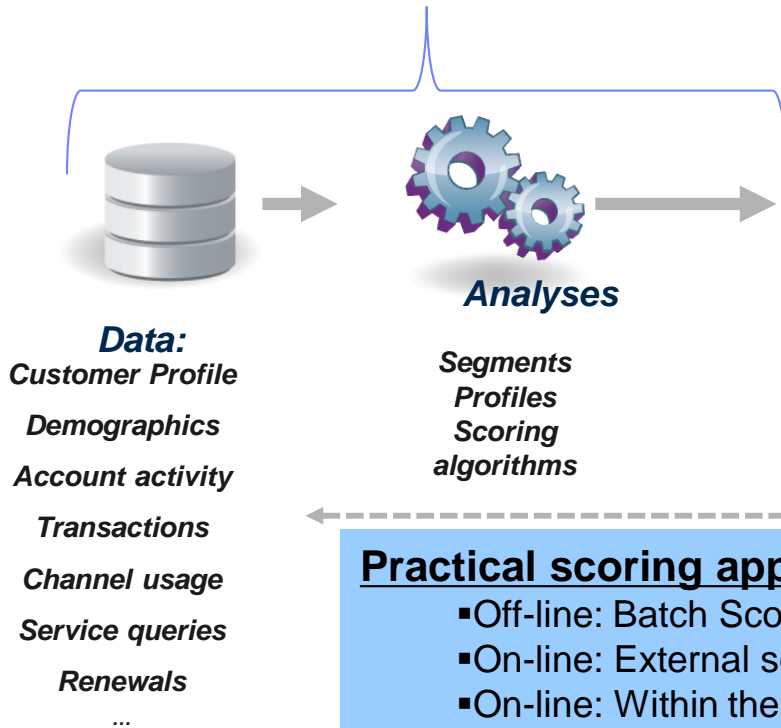 Data:
Customer Profile
Demographics
Account activity
Transactions
Channel usage
Service queries
Renewals
...
Analyses
Segments
Profiles
Scoring
algorithms
Practical scoring app
▪Off-line: Batch Sco
▪On-line: External s
▪On-line: Within the